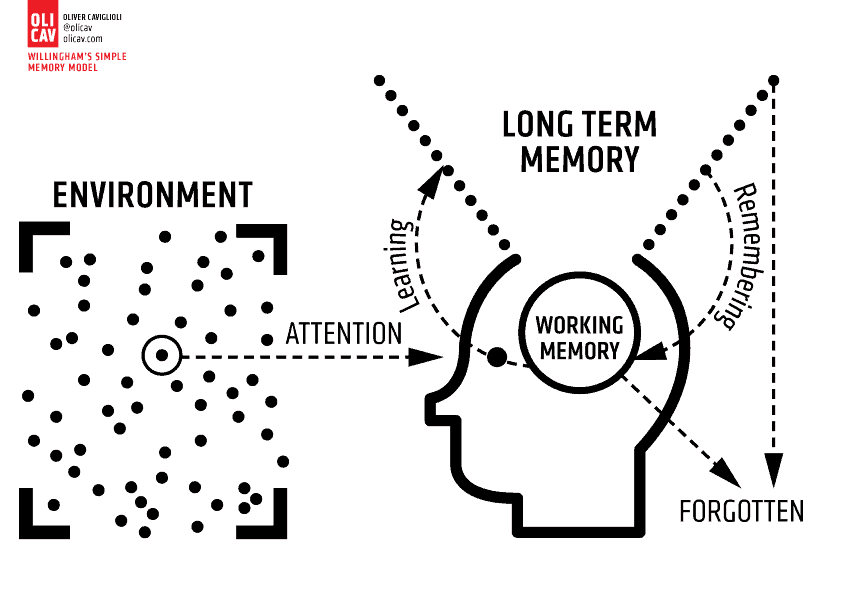 OLI
CAV
OLIVER CAVIGLIOLI
@olicav
olicav.com
WILLINGHAM'S SIMPLE
MEMORY MODEL
LONG TERM
MEMORY
ENVIRONMENT
Learning
Remembering
ATTENTION
WORKING
MEMORY
FORGOTTEN